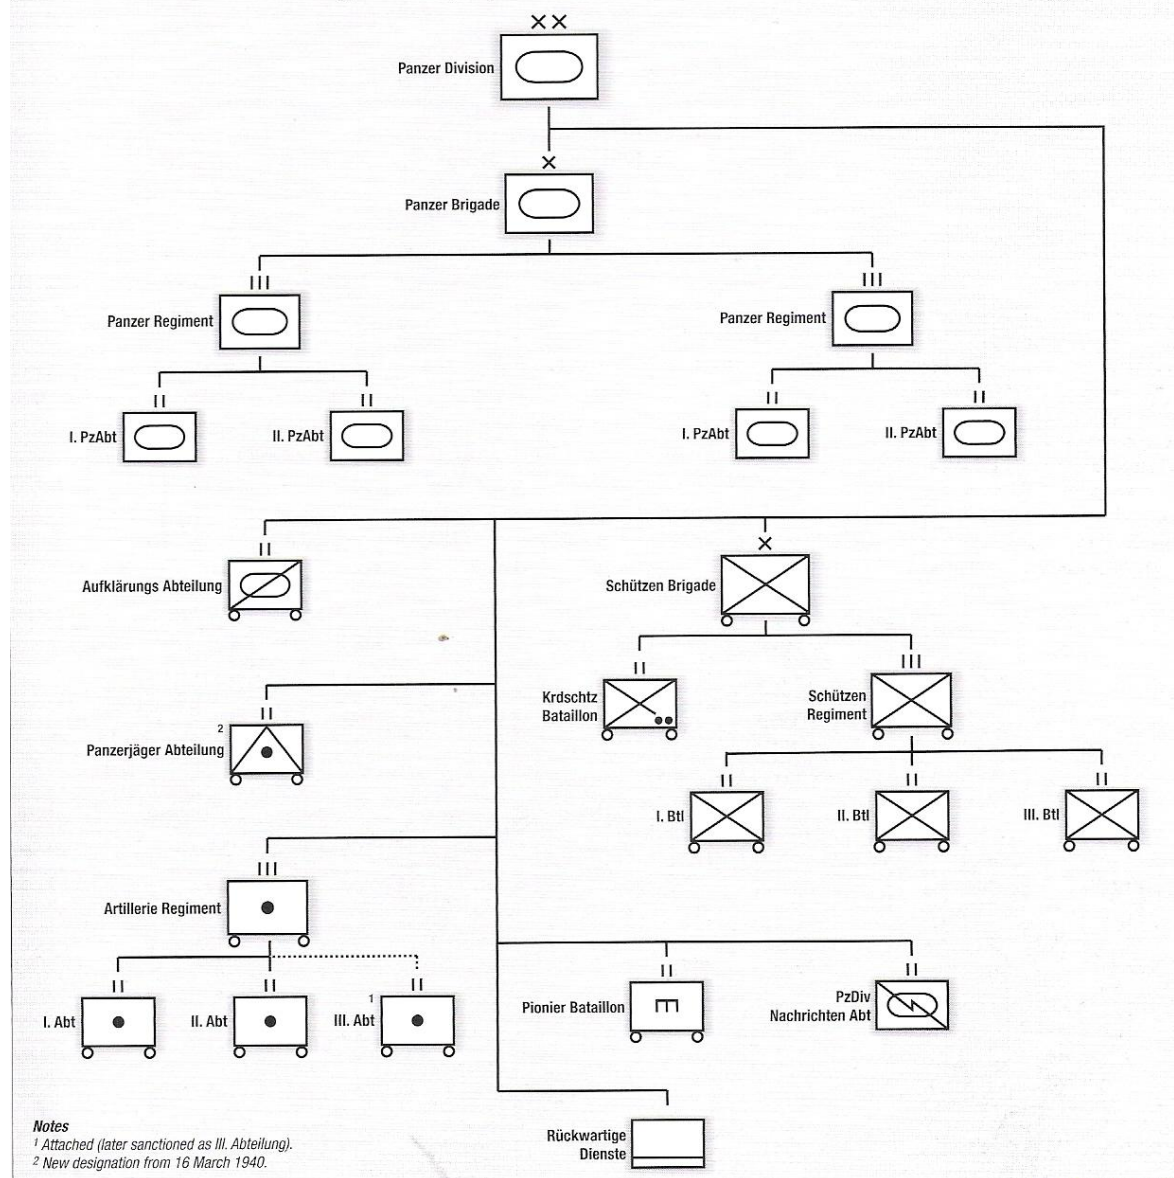 Panzer Division
Panzer Brigade
Panzer Regiment
Panzer Regiment
I. PzAbt
II. PzAbt
I. PzAbt
II. PzAbt
Aufklärungs Abteilung
Schützen Brigade
Krdschtz
Bataillon
Schützen
Regiment
2
Panzerjäger Abteilung
I. Btl
II. Btl
III. Btl
Artillerie Regiment
I. Abt
II. Abt
1
III. Abt
Pionier Bataillon
PzDiv
Nachrichten Abt
Rückwartige
Dienste
Notes
1 Attached (later sanctioned as III. Abteilung).
2 New designation from 16 March 1940.